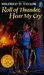 MILDRED D. TAYLOR
Roll of Thunder,
Hear My Cry